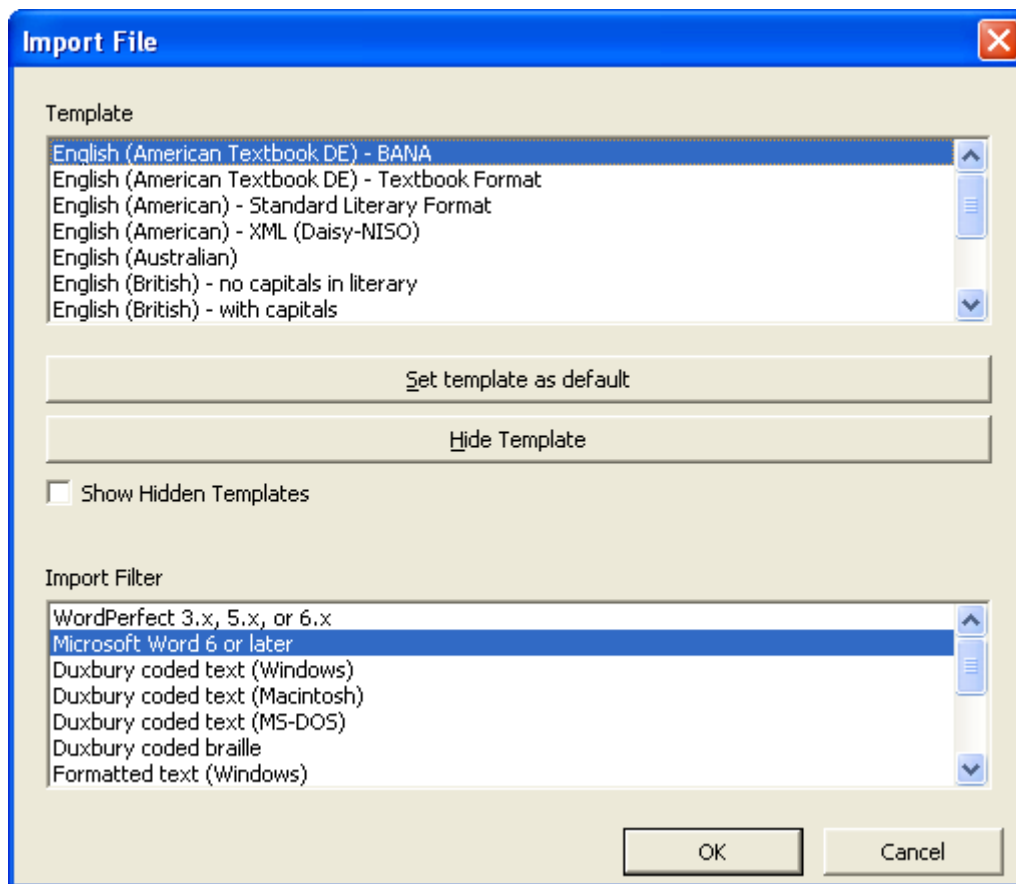 Import File
Template
English (American Textbook DE) - BANA
English (American Textbook DE) - Textbook Format
English (American) - Standard Literary Format
English (American) - XML (Daisy-NISO)
English (Australian)
English (British) - no capitals in literary
English (British) - with capitals
Set template as default
Hide Template
Show Hidden Templates
Import Filter
WordPerfect 3.x, 5.x, or 6.x
Microsoft Word 6 or later
Duxbury coded text (Windows)
Duxbury coded text (Macintosh)
Duxbury coded text (MS-DOS)
Duxbury coded braille
Formatted text (Windows)
OK Cancel